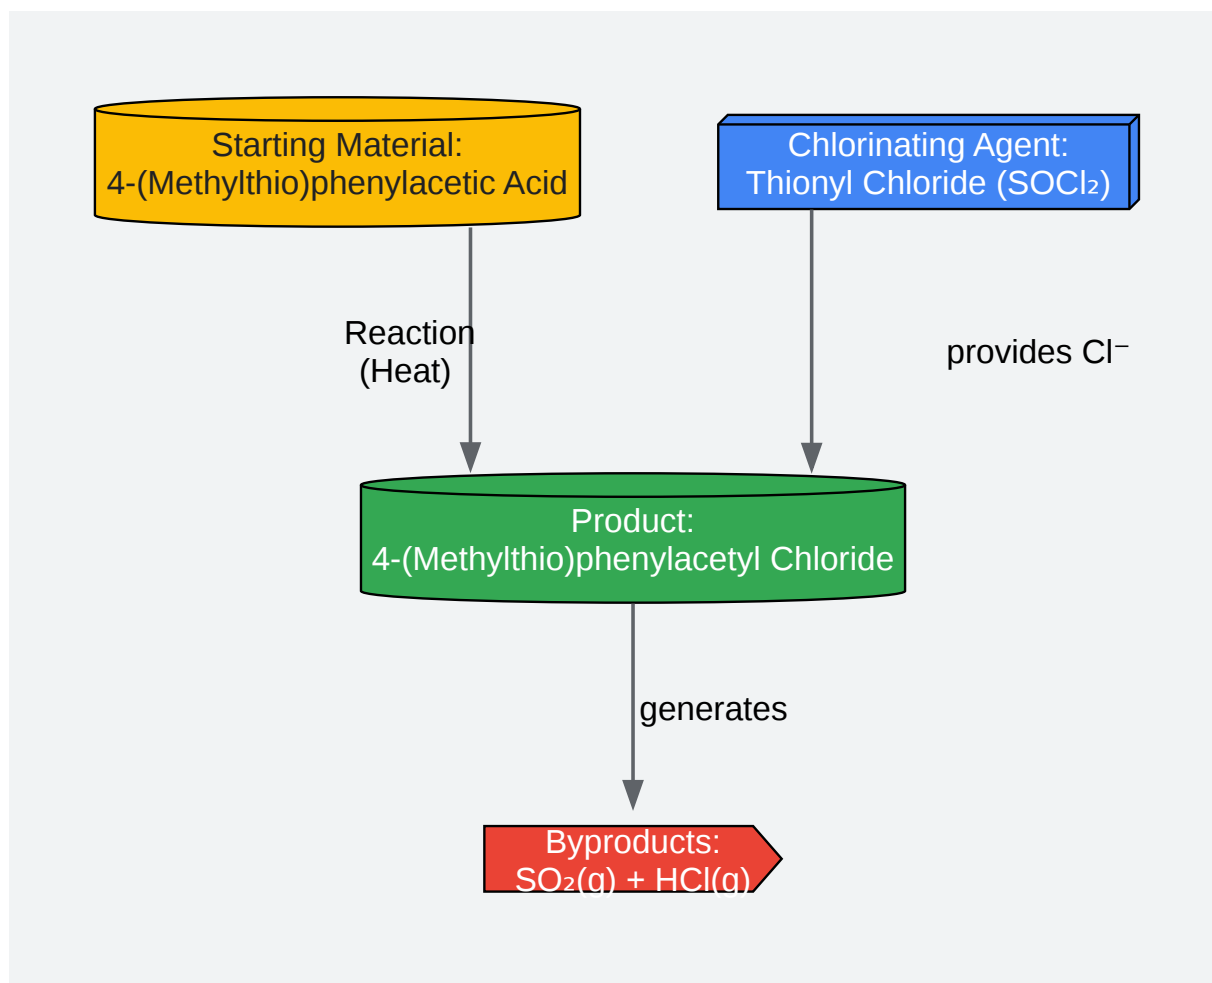 Starting Material:
4-(Methylthio)phenylacetic Acid
Chlorinating Agent:
Thionyl Chloride (SOCl₂)
Reaction
(Heat)
provides Cl⁻
Product:
4-(Methylthio)phenylacetyl Chloride
generates
Byproducts:
SO₂(g) + HCl(g)